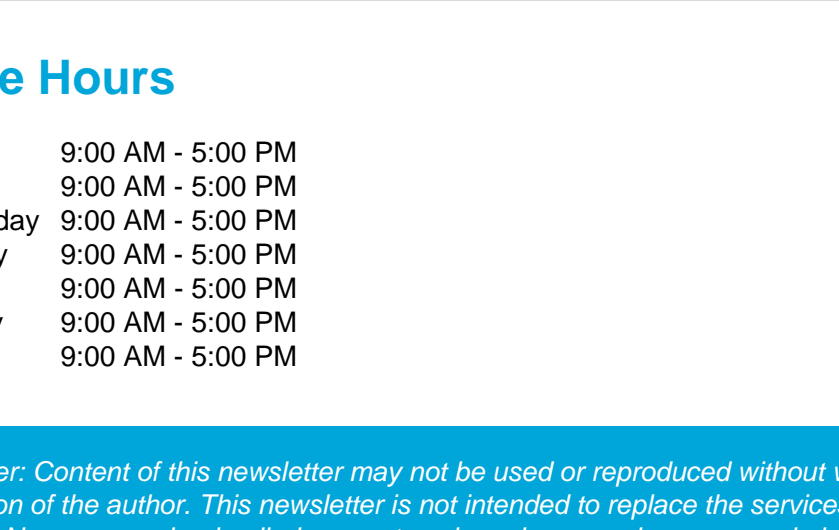 e Hours
9:00 AM - 5:00 PM
9:00 AM - 5:00 PM
day 9:00 AM - 5:00 PM
y 9:00 AM - 5:00 PM
9:00 AM - 5:00 PM
y 9:00 AM - 5:00 PM
9:00 AM - 5:00 PM
er: Content of this newsletter may not be used or reproduced without
on of the author. This newsletter is not intended to replace the service